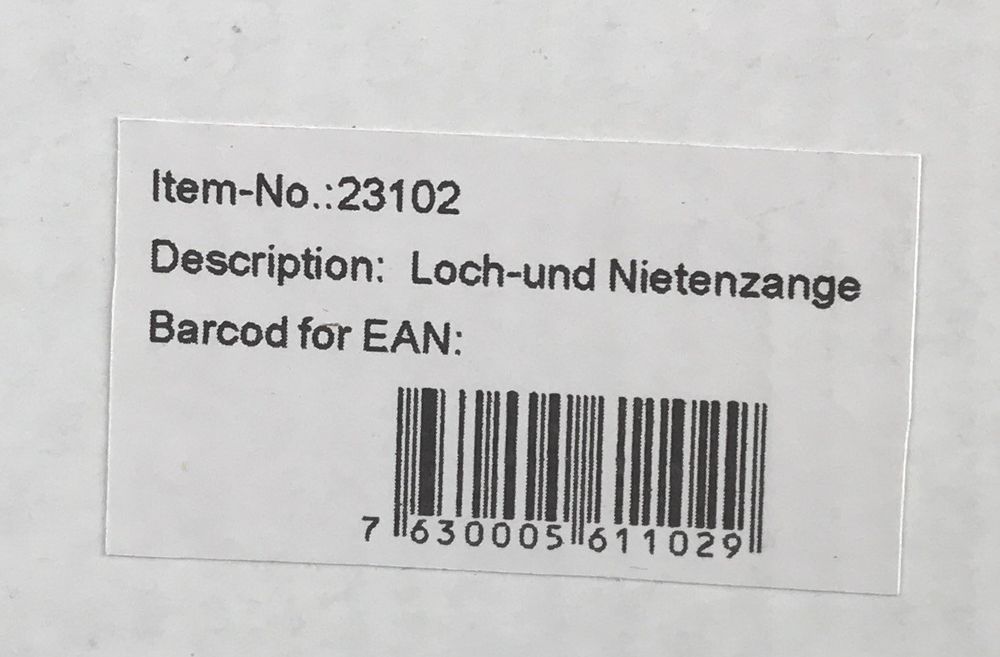 Item-No.:23102
Description: Loch-und Nietenzange
Barcod for EAN:
7 630005 611029